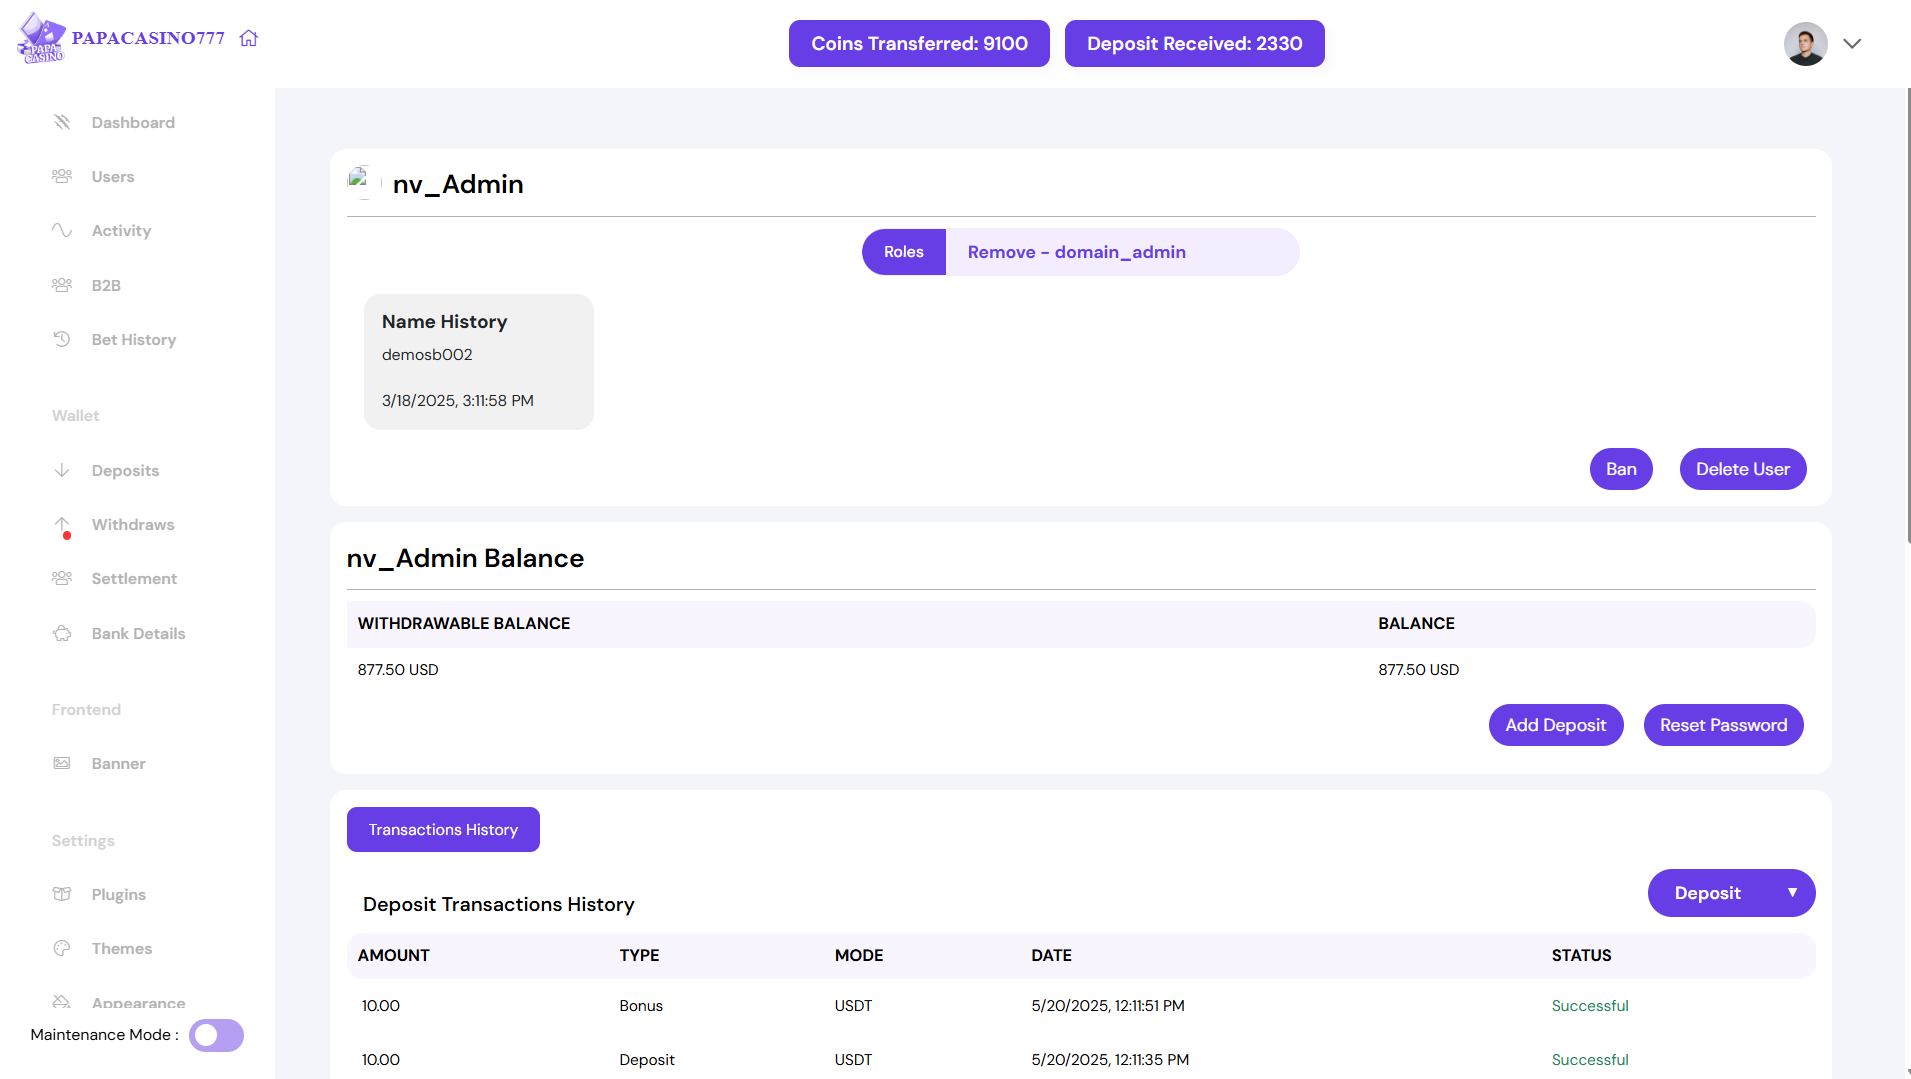 PAPA
CASINO
PAPACASINO777
Coins Transferred: 9100
Deposit Received: 2330
Dashboard
Users
Activity
B2B
Bet History
Wallet
Deposits
Withdraws
Settlement
Bank Details
Frontend
Banner
Settings
Plugins
Themes
Appearance
Maintenance Mode :
nv_Admin
Roles
Remove - domain_admin
Name History
demosb002
3/18/2025, 3:11:58 PM
Ban
Delete User
nv_Admin Balance
WITHDRAWABLE BALANCE BALANCE
877.50 USD 877.50 USD
Add Deposit
Reset Password
Transactions History
Deposit ▼
Deposit Transactions History
AMOUNT TYPE MODE DATE STATUS
10.00 Bonus USDT 5/20/2025, 12:11:51 PM Successful
10.00 Deposit USDT 5/20/2025, 12:11:35 PM Successful